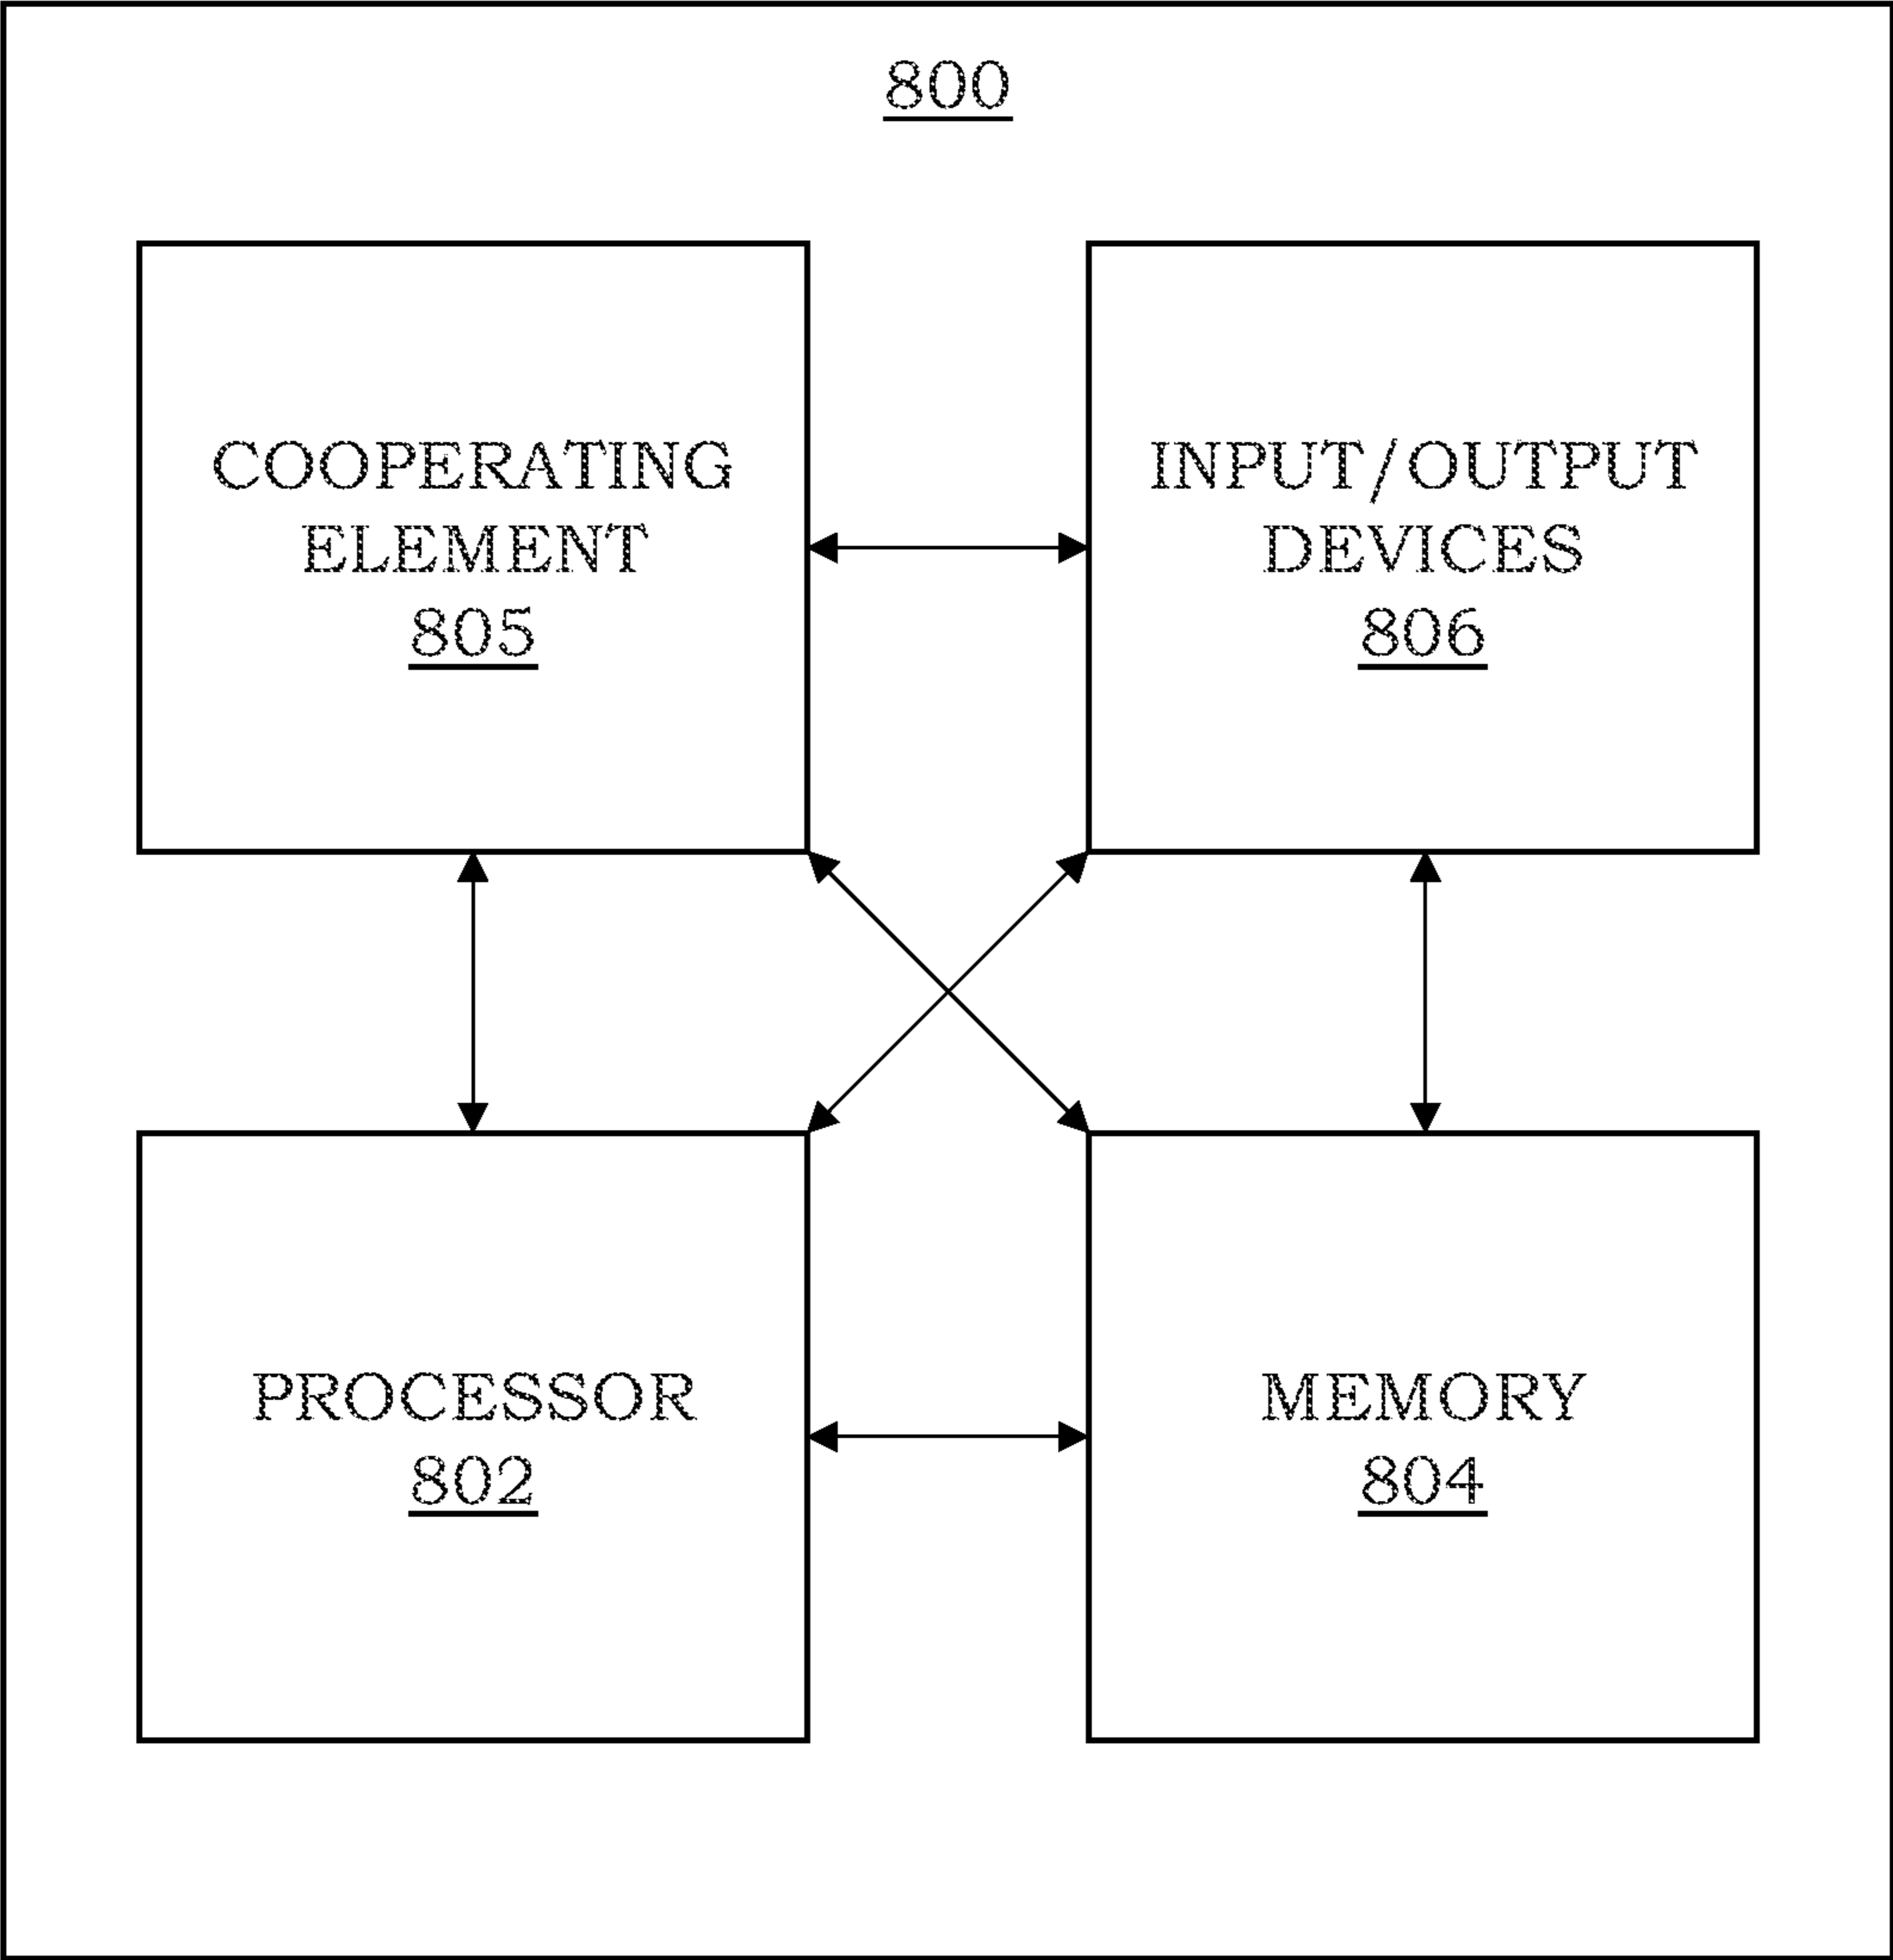 800
COOPERATING
ELEMENT
805
INPUT/OUTPUT
DEVICES
806
PROCESSOR
802
MEMORY
804